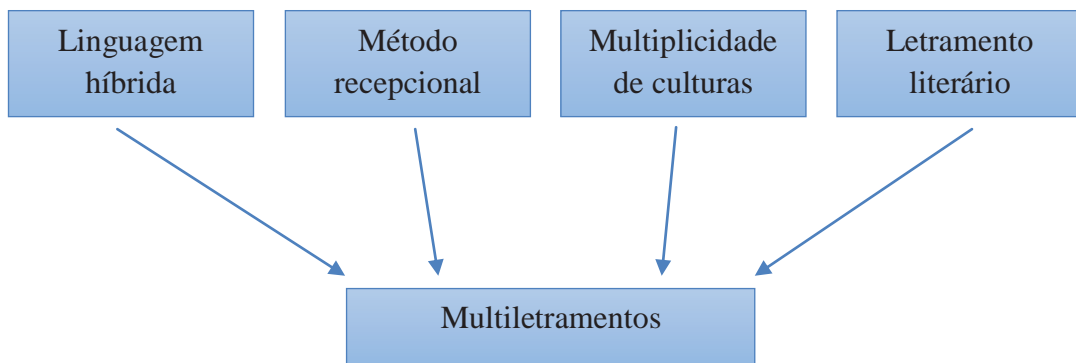 Linguagem
híbrida
Método
recepcional
Multiplicidade
de culturas
Letramento
literário
Multiletramentos